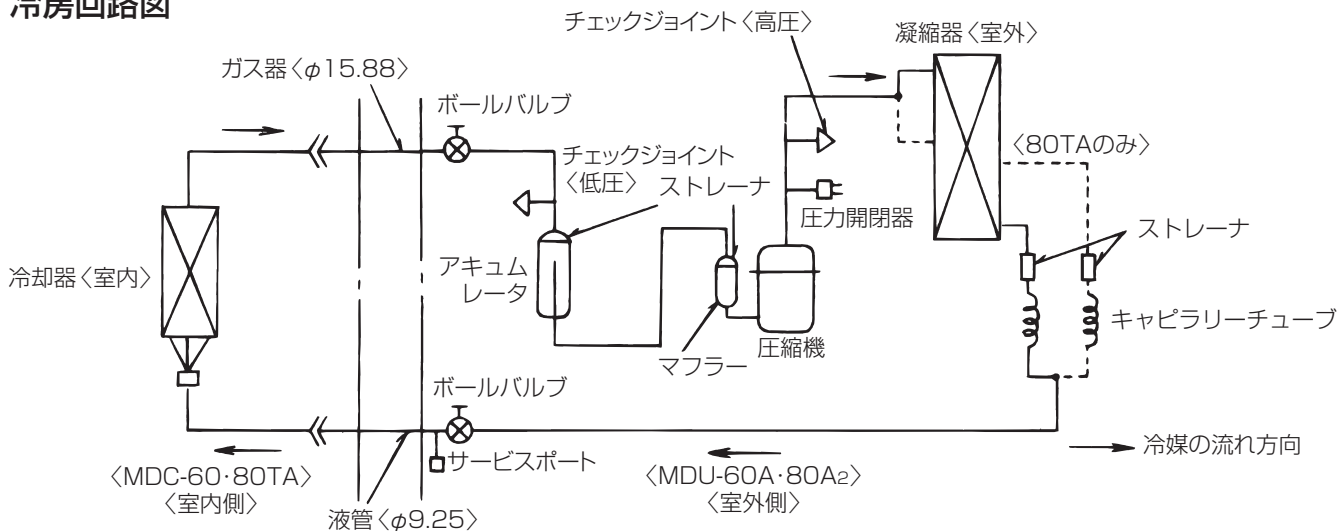 冷房回路図
チェックジョイント〈高圧〉
凝縮器〈室外〉
ガス器〈φ15.88〉
ボールバルブ
チェックジョイント
〈低圧〉
ストレーナ
〈80TAのみ〉
圧力開閉器
ストレーナ
冷却器〈室内〉
アキュム
レータ
キャピラリーチューブ
圧縮機
マフラー
ボールバルブ
冷媒の流れ方向
サービスポート
〈MDC-60・80TA〉
〈室内側〉
〈MDU-60A・80A2〉
〈室外側〉
液管〈φ9.25〉